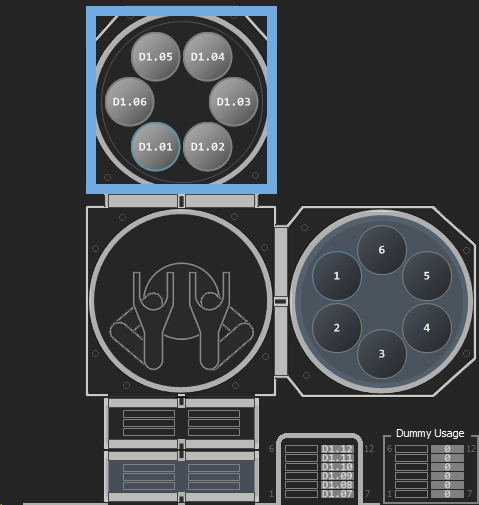 D1.05 D1.04
D1.06 D1.03
D1.01 D1.02
6
1 5
2 4
3
Dummy Usage
6 D1.12 12
D1.11
D1.10
D1.09
D1.08
1 D1.07 7
6 0 12
0
0
0
0
1 0 7